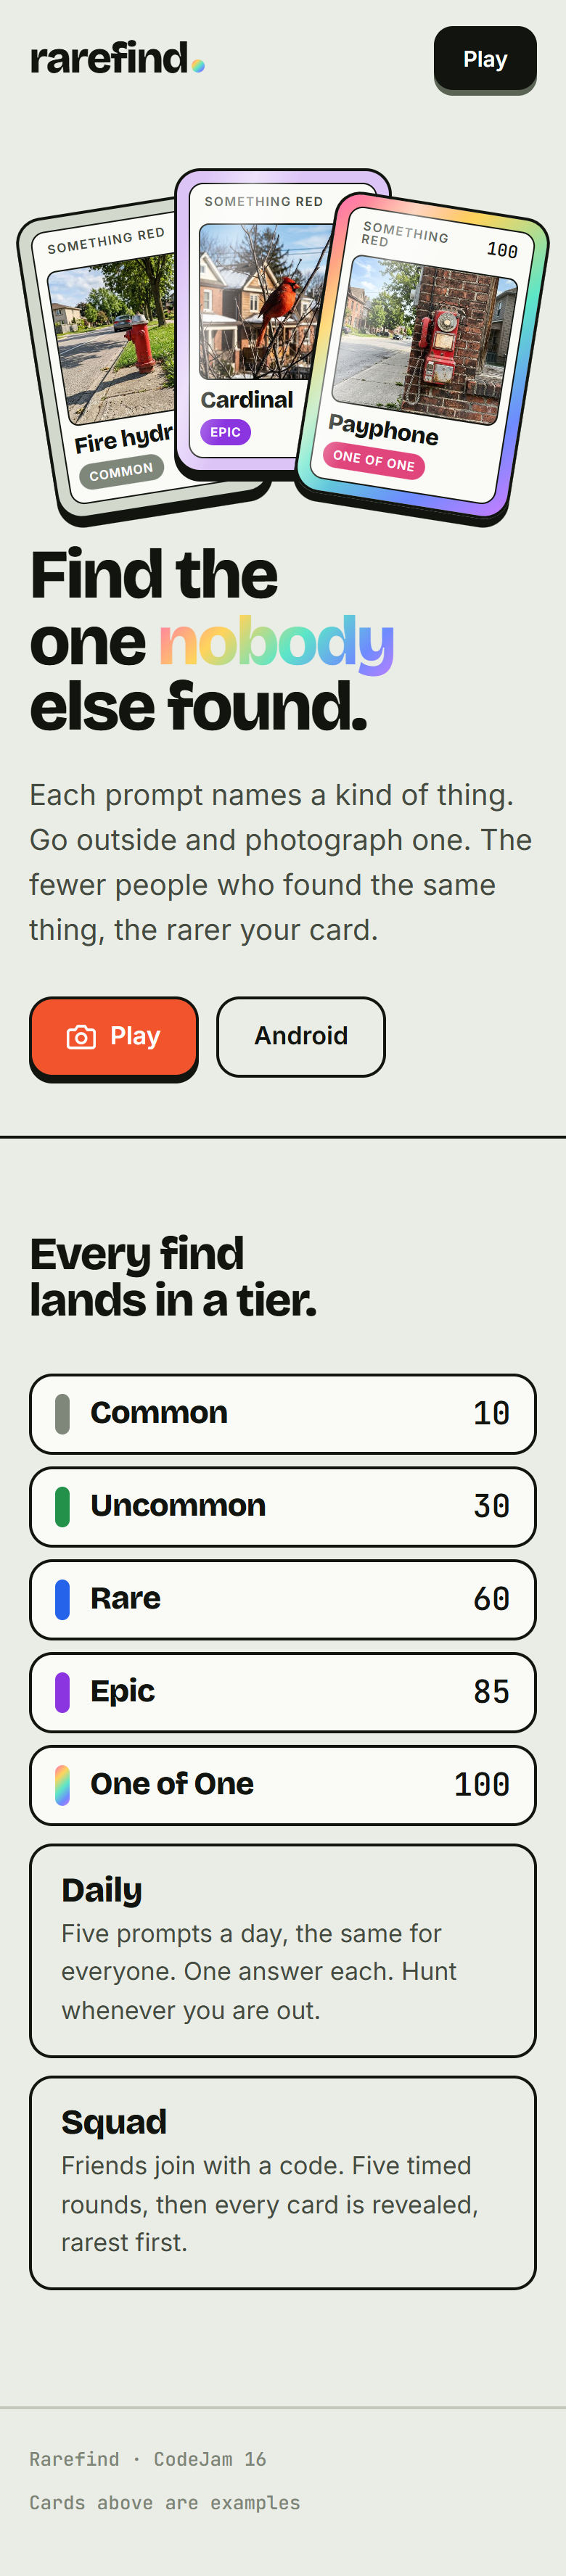 rarefind
Play
SOMETHING RED
Fire hydr
COMMON
SOMETHING RED
Cardinal
EPIC
SOMETHING
RED
100
Payphone
ONE OF ONE
Find the
one nobody
else found.
Each prompt names a kind of thing.
Go outside and photograph one. The
fewer people who found the same
thing, the rarer your card.
Play
Android
Every find
lands in a tier.
Common 10
Uncommon 30
Rare 60
Epic 85
One of One 100
Daily
Five prompts a day, the same for
everyone. One answer each. Hunt
whenever you are out.
Squad
Friends join with a code. Five timed
rounds, then every card is revealed,
rarest first.
Rarefind · CodeJam 16
Cards above are examples